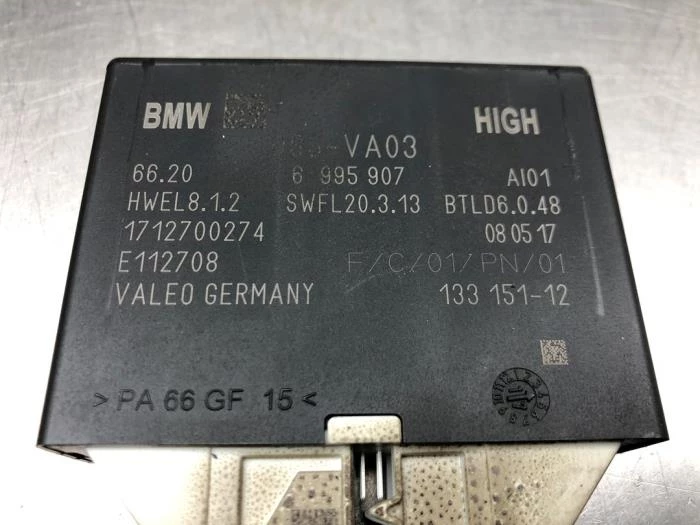 BMW HIGH
VA03
66.20 6 995 907 AI01
HWEL8.1.2 SWFL20.3.13 BTLD6.0.48
1712700274 08 05 17
E112708 F/C/01/PN/01
VALEO GERMANY 133 151-12
> PA 66 GF 15 <